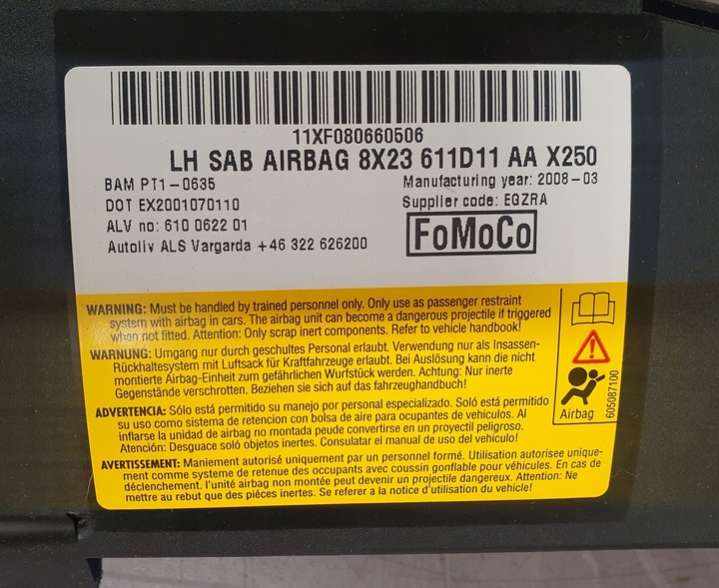 11XF080660506
LH SAB AIRBAG 8X23 611D11 AA X250
BAM PT1-0635
Manufacturing year: 2008-03
DOT EX2001070110
Supplier code: EGZRA
ALV no: 610 0622 01
FoMoCo
Autoliv ALS Vargarda +46 322 626200
WARNING: Must be handled by trained personnel only. Only use as passenger restraint
system with airbag in cars. The airbag unit can become a dangerous projectile if triggered
when not fitted. Attention: Only scrap inert components. Refer to vehicle handbook!
WARNUNG: Umgang nur durch geschultes Personal erlaubt. Verwendung nur als Insassen-
Rückhaltesystem mit Luftsack für Kraftfahrzeuge erlaubt. Bei Auslösung kann die nicht
montierte Airbag-Einheit zum gefährlichen Wurfstück werden. Achtung: Nur inerte
Gegenstände verschrotten. Beziehen sie sich auf das fahrzeughandbuch!
ADVERTENCIA: Sólo está permitido su manejo por personal especializado. Soló está permitido
su uso como sistema de retencion con bolsa de aire para ocupantes de vehículos. Al
inflarse la unidad de airbag no montada peude convertirse en un proyectil peligroso.
Atención: Desguace soló objetos inertes. Consulatar el manual de uso del vehículo!
AVERTISSEMENT: Maniement autorisé uniquement par un personnel formé. Utilisation autorisee unique-
ment comme systeme de retenue des occupants avec coussin gonflable pour véhicules. En cas de
déclenchement. l'unité airbag non montée peut devenir un projectile dangereux. Attention: Ne
mettre au rebut que des piéces inertes. Se referer a la notice d'utilisation du vehicle!
Airbag
605087100